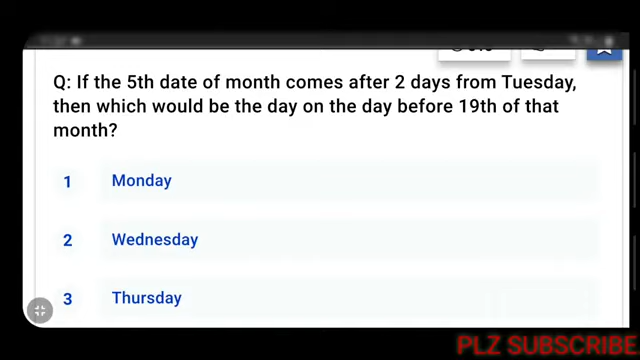 Q: If the 5th date of month comes after 2 days from Tuesday,
then which would be the day on the day before 19th of that
month?
1 Monday
2 Wednesday
3 Thursday
PLZ SUBSCRIBE